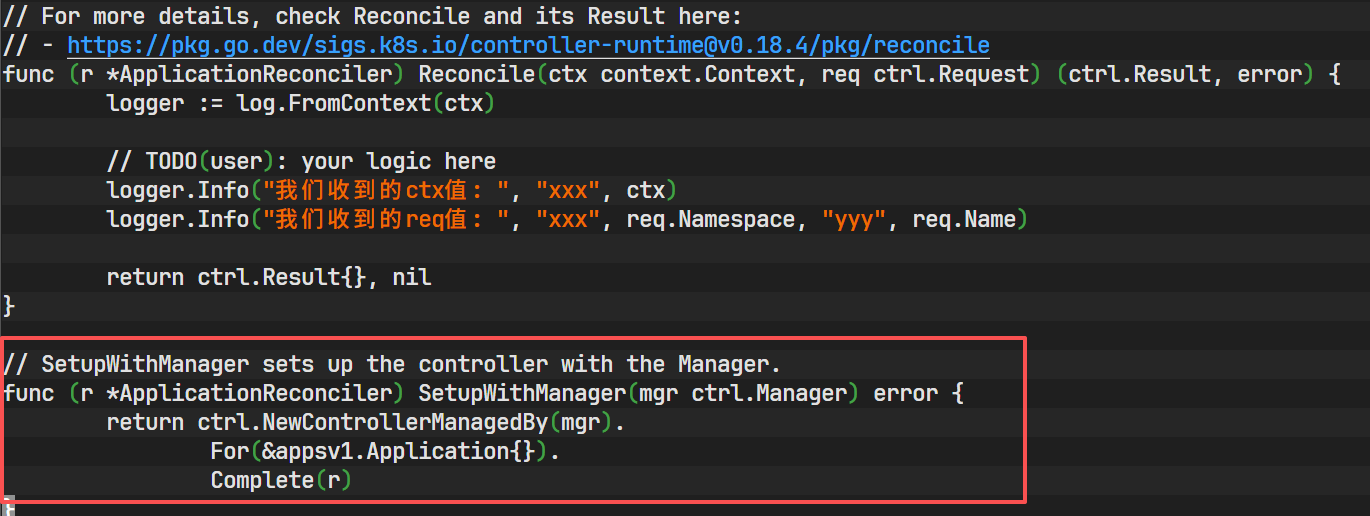 // For more details, check Reconcile and its Result here:
// - https://pkg.go.dev/sigs.k8s.io/controller-runtime@v0.18.4/pkg/reconcile
func (r *ApplicationReconciler) Reconcile(ctx context.Context, req ctrl.Request) (ctrl.Result, error) {
        logger := log.FromContext(ctx)

        // TODO(user): your logic here
        logger.Info("我们收到的ctx值: ", "xxx", ctx)
        logger.Info("我们收到的req值: ", "xxx", req.Namespace, "yyy", req.Name)

        return ctrl.Result{}, nil
}

// SetupWithManager sets up the controller with the Manager.
func (r *ApplicationReconciler) SetupWithManager(mgr ctrl.Manager) error {
        return ctrl.NewControllerManagedBy(mgr).
                For(&appsv1.Application{}).
                Complete(r)
}